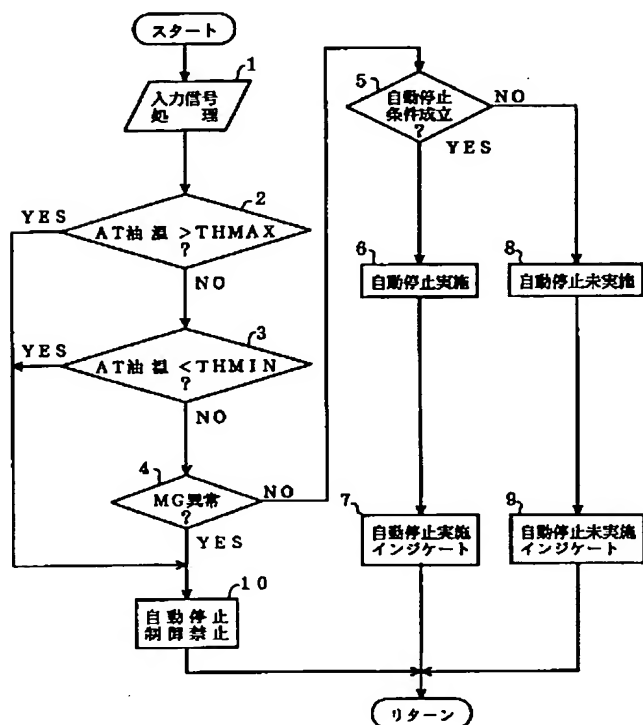 スタート
1
入力信号
処理
2
YES
AT油温>THMAX
?
NO
3
YES
AT油温<THMIN
?
NO
4
MG異常
?
NO
YES
10
自動停止
制御禁止
5
自動停止
条件成立
?
NO
YES
6
自動停止実施
7
自動停止実施
インジケート
8
自動停止未実施
9
自動停止未実施
インジケート
リターン